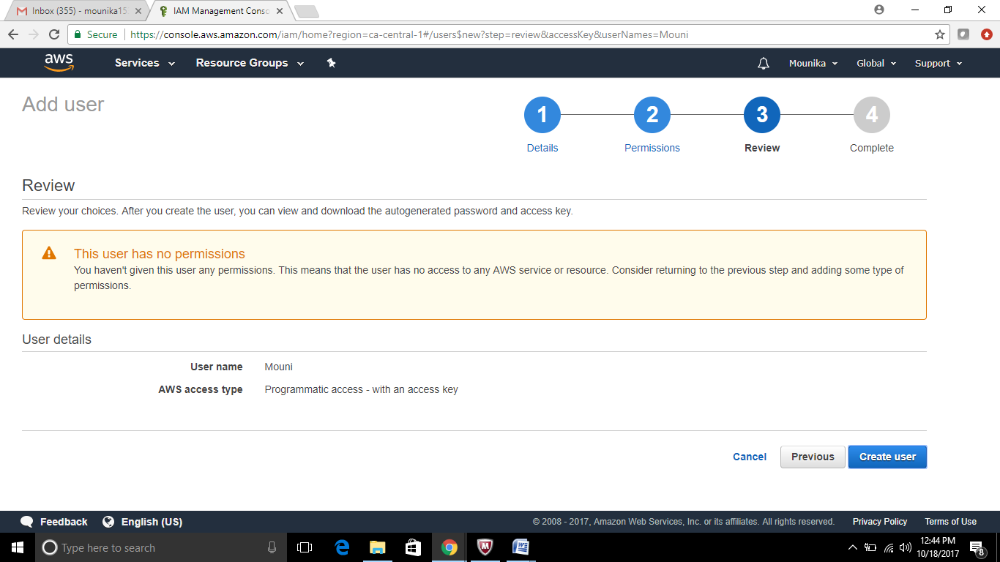 Inbox (355) - mounika15
IAM Management Conso
Secure
https://console.aws.amazon.com/iam/home?region=ca-central-1#/users$new?step=review&accessKey&userNames=Mouni
aws
Services
Resource Groups
Mounika
Global
Support
Add user
1
2
3
4
Details
Permissions
Review
Complete
Review
Review your choices. After you create the user, you can view and download the autogenerated password and access key.
This user has no permissions
You haven't given this user any permissions. This means that the user has no access to any AWS service or resource. Consider returning to the previous step and adding some type of
permissions.
User details
User name Mouni
AWS access type Programmatic access - with an access key
Cancel
Previous
Create user
Feedback
English (US)
© 2008 - 2017, Amazon Web Services, Inc. or its affiliates. All rights reserved.
Privacy Policy
Terms of Use
Type here to search
12:44 PM
10/18/2017
8